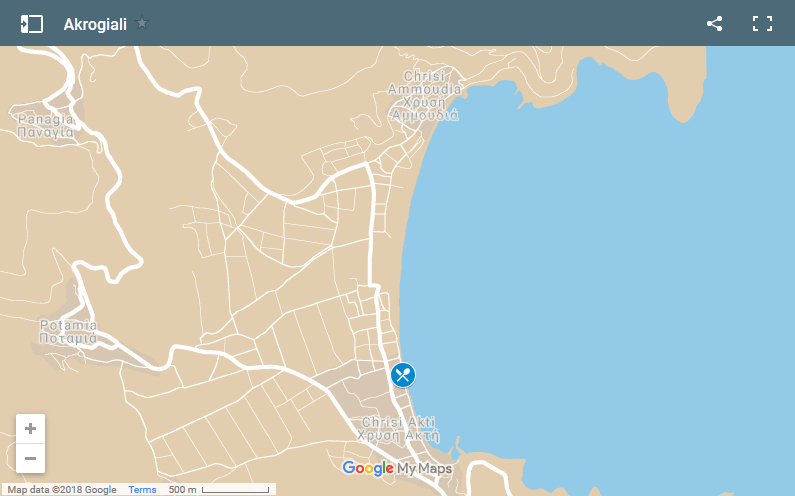 Akrogiali
Chrisi
Ammoudia
Χρυσή
Αμμουδιά
Panagia
Παναγία
Potamia
Ποταμιά
Chrisi Akti
Χρυσή Ακτή
+
−
Google My Maps
Map data ©2018 Google Terms 500 m